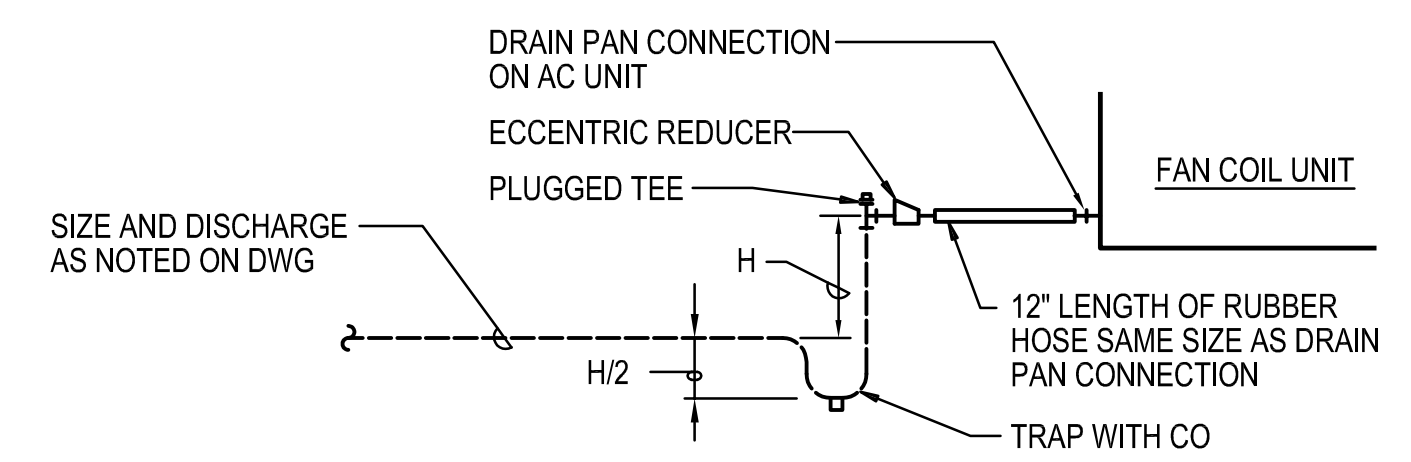 DRAIN PAN CONNECTION
ON AC UNIT
ECCENTRIC REDUCER
FAN COIL UNIT
PLUGGED TEE
SIZE AND DISCHARGE
AS NOTED ON DWG
H
12" LENGTH OF RUBBER
HOSE SAME SIZE AS DRAIN
PAN CONNECTION
H/2
TRAP WITH CO